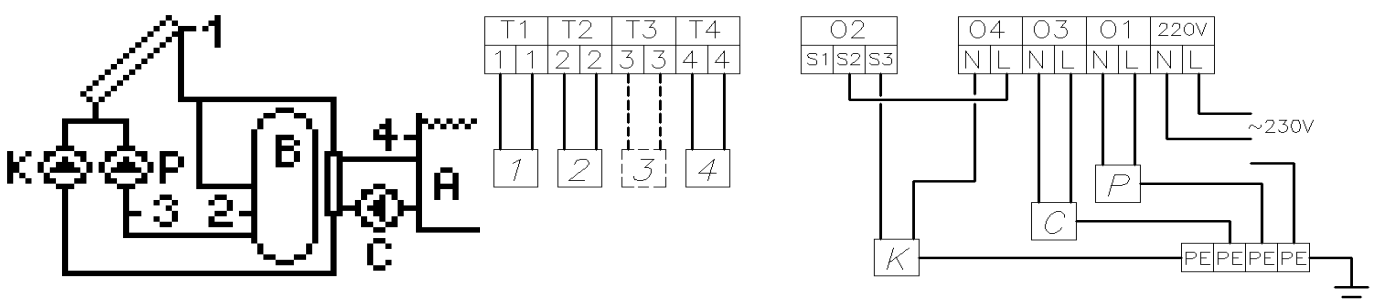 1
B
4
K P
3 2
A
C
T1 T2 T3 T4
1 1 2 2 3 3 4 4
1 2 3 4
O2
S1 S2 S3
O4 O3 O1 220V
N L N L N L N L
~230V
P
C
K
PE PE PE PE